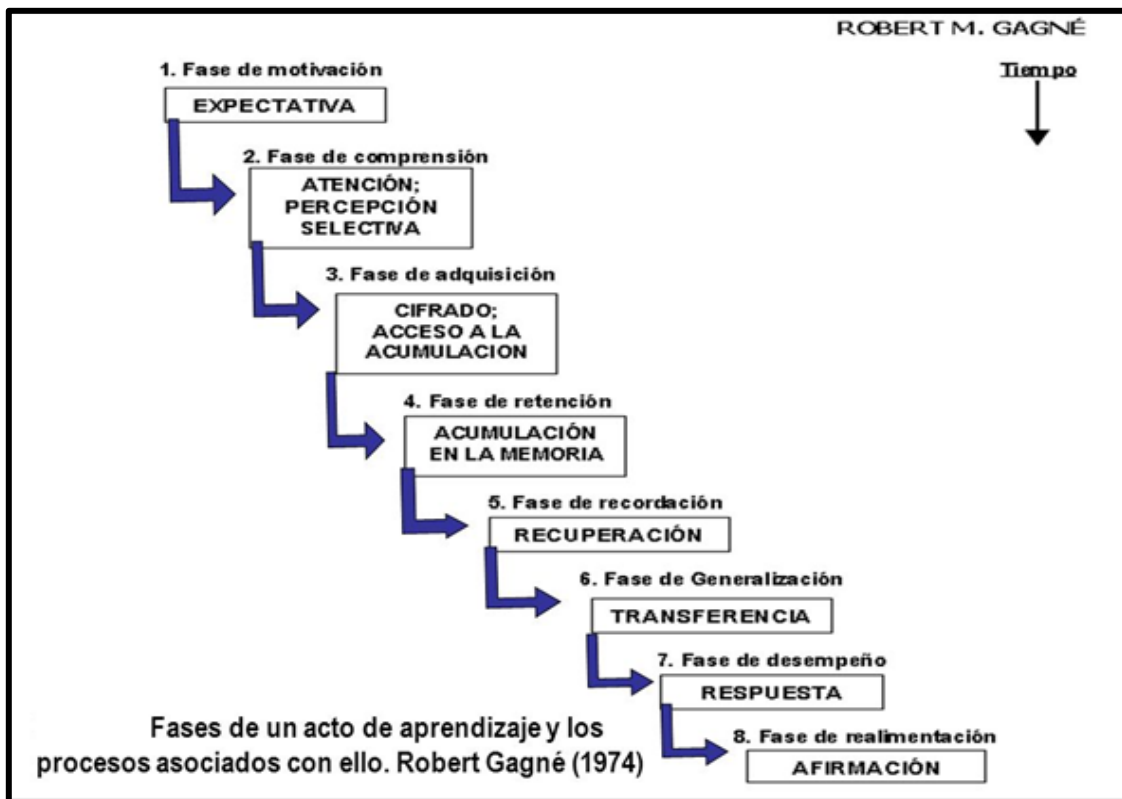 ROBERT M. GAGNÉ
Tiempo
1. Fase de motivación
EXPECTATIVA
2. Fase de comprensión
ATENCIÓN;
PERCEPCIÓN
SELECTIVA
3. Fase de adquisición
CIFRADO;
ACCESO A LA
ACUMULACION
4. Fase de retención
ACUMULACIÓN
EN LA MEMORIA
5. Fase de recordación
RECUPERACIÓN
6. Fase de Generalización
TRANSFERENCIA
7. Fase de desempeño
RESPUESTA
8. Fase de realimentación
AFIRMACIÓN
Fases de un acto de aprendizaje y los
procesos asociados con ello. Robert Gagné (1974)